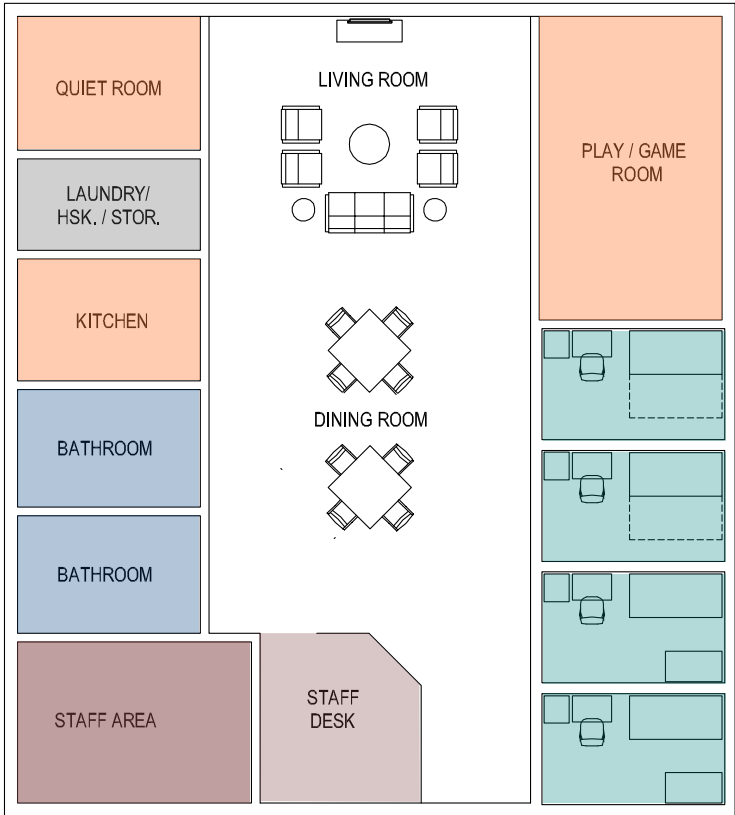 QUIET ROOM
LIVING ROOM
PLAY / GAME
ROOM
LAUNDRY/
HSK. / STOR.
KITCHEN
DINING ROOM
BATHROOM
BATHROOM
STAFF AREA
STAFF
DESK